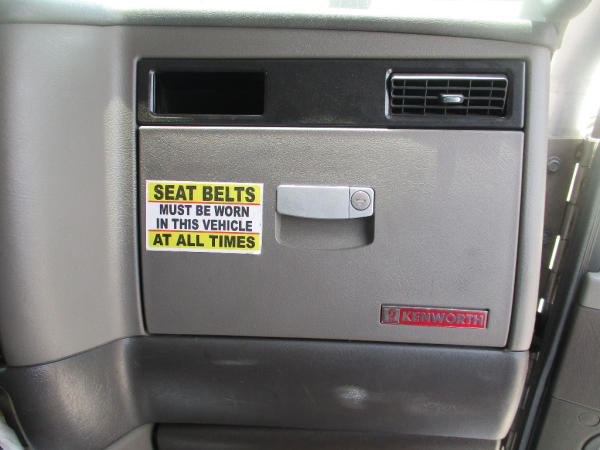 SEAT BELTS
MUST BE WORN
IN THIS VEHICLE
AT ALL TIMES
KENWORTH